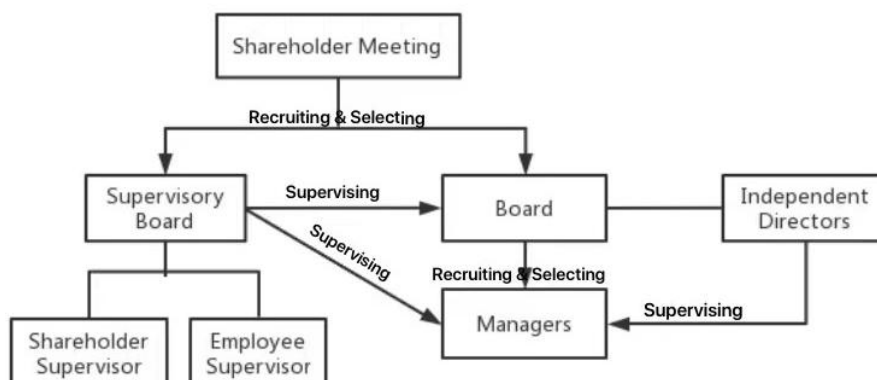 Shareholder Meeting
Recruiting & Selecting
Supervisory
Board
Supervising
Board
Independent
Directors
Supervising
Recruiting & Selecting
Managers
Supervising
Shareholder
Supervisor
Employee
Supervisor